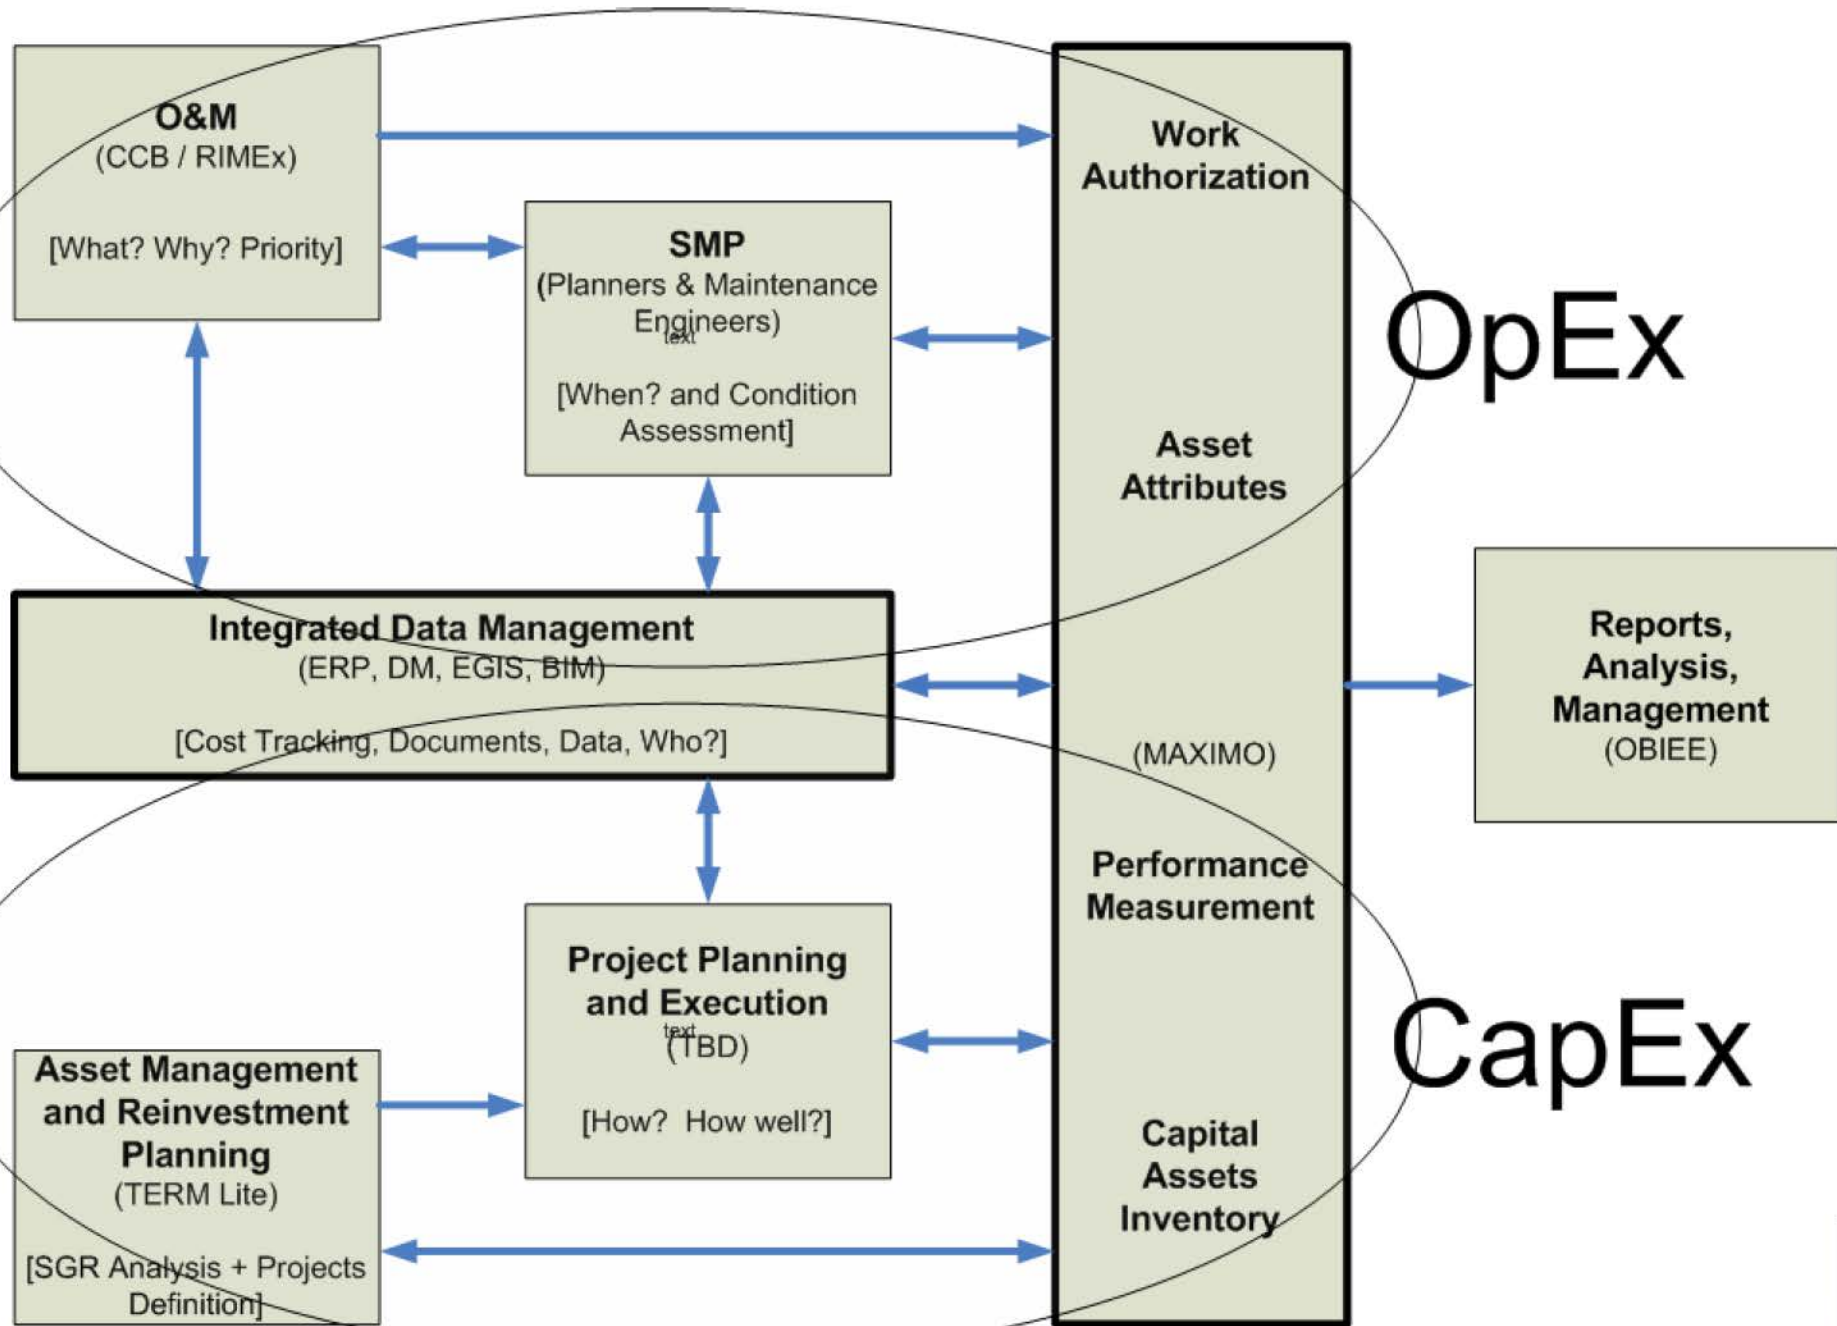 O&M
(CCB / RIMEx)
[What? Why? Priority]
SMP
(Planners & Maintenance
Engineers)
text
[When? and Condition
Assessment]
Work
Authorization
Asset
Attributes
(MAXIMO)
Performance
Measurement
Capital
Assets
Inventory
OpEx
Integrated Data Management
(ERP, DM, EGIS, BIM)
[Cost Tracking, Documents, Data, Who?]
Reports,
Analysis,
Management
(OBIEE)
Project Planning
and Execution
text
(TBD)
[How?  How well?]
CapEx
Asset Management
and Reinvestment
Planning
(TERM Lite)
[SGR Analysis + Projects
Definition]